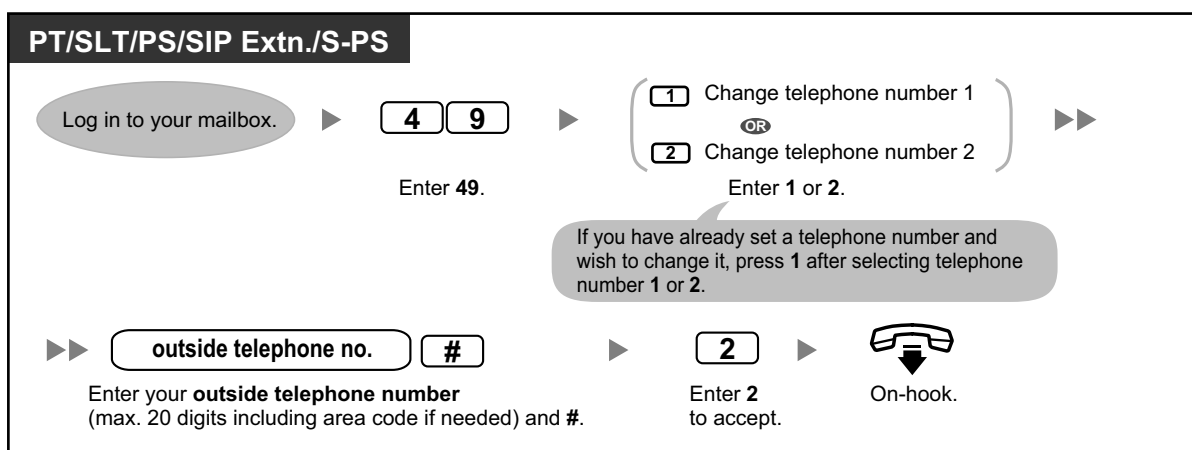 PT/SLT/PS/SIP Extn./S-PS
Log in to your mailbox.
4 9
Enter 49.
1 Change telephone number 1
OR
2 Change telephone number 2
Enter 1 or 2.
If you have already set a telephone number and
wish to change it, press 1 after selecting telephone
number 1 or 2.
outside telephone no. #
Enter your outside telephone number
(max. 20 digits including area code if needed) and #.
2
Enter 2
to accept.
On-hook.